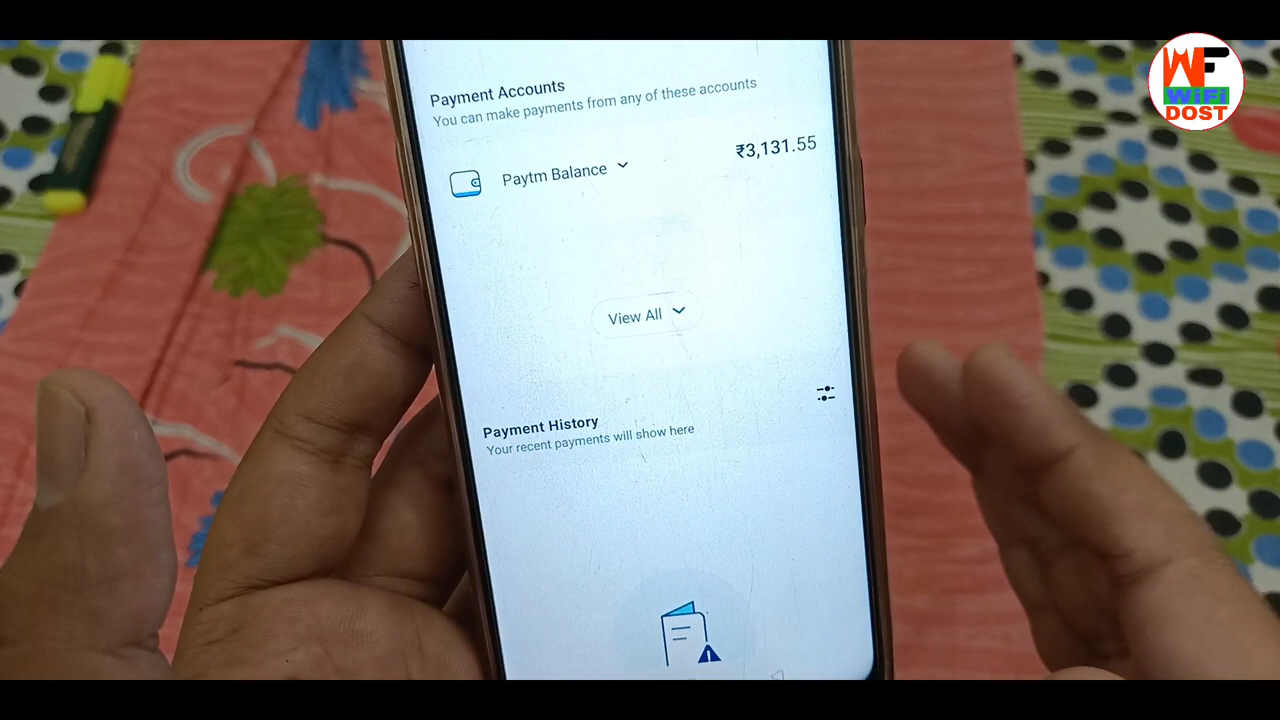 WF
WiFi
DOST
Payment Accounts
You can make payments from any of these accounts
Paytm Balance
₹3,131.55
View All
Payment History
Your recent payments will show here